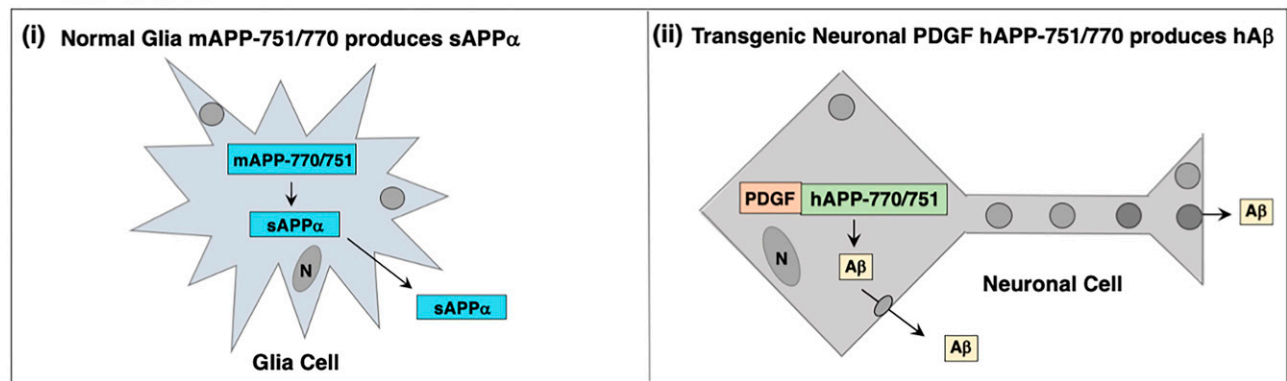 (i) Normal Glia mAPP-751/770 produces sAPPα
mAPP-770/751
sAPPα
N
sAPPα
Glia Cell
(ii) Transgenic Neuronal PDGF hAPP-751/770 produces hAβ
PDGF hAPP-770/751
N
Aβ
Aβ
Aβ
Neuronal Cell